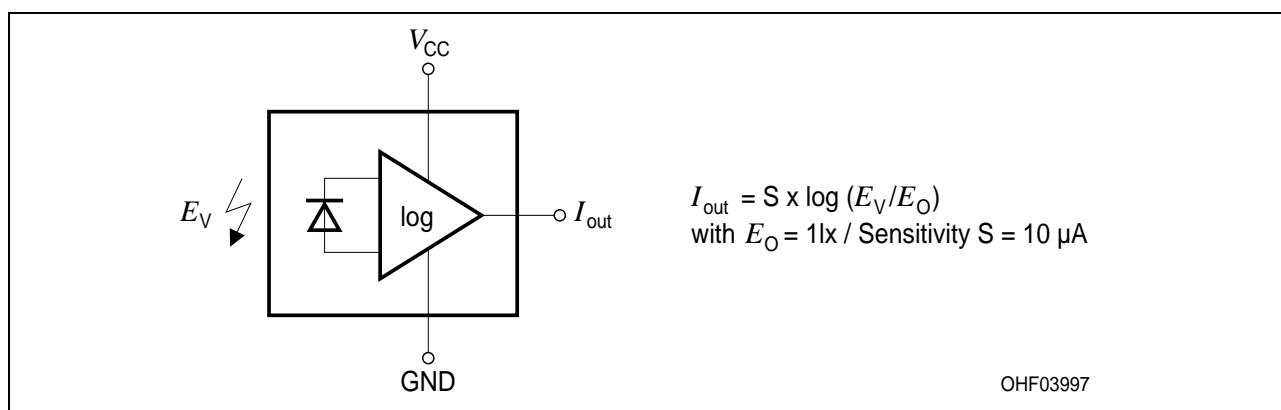 V_CC
E_V
log
I_out
I_out = S x log (E_V/E_O)
with E_O = 1lx / Sensitivity S = 10 µA
GND
OHF03997